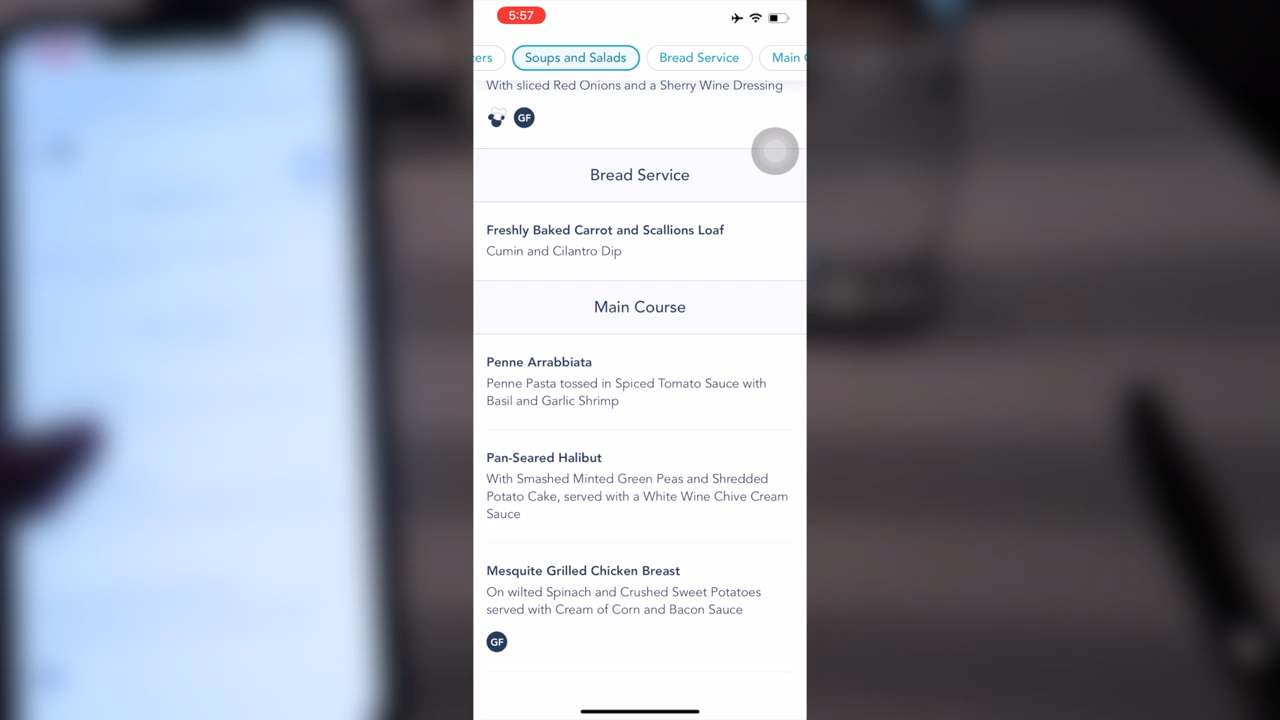 5:57
Soups and Salads
Bread Service
Main
With sliced Red Onions and a Sherry Wine Dressing
GF
Bread Service
Freshly Baked Carrot and Scallions Loaf
Cumin and Cilantro Dip
Main Course
Penne Arrabbiata
Penne Pasta tossed in Spiced Tomato Sauce with
Basil and Garlic Shrimp
Pan-Seared Halibut
With Smashed Minted Green Peas and Shredded
Potato Cake, served with a White Wine Chive Cream
Sauce
Mesquite Grilled Chicken Breast
On wilted Spinach and Crushed Sweet Potatoes
served with Cream of Corn and Bacon Sauce
GF